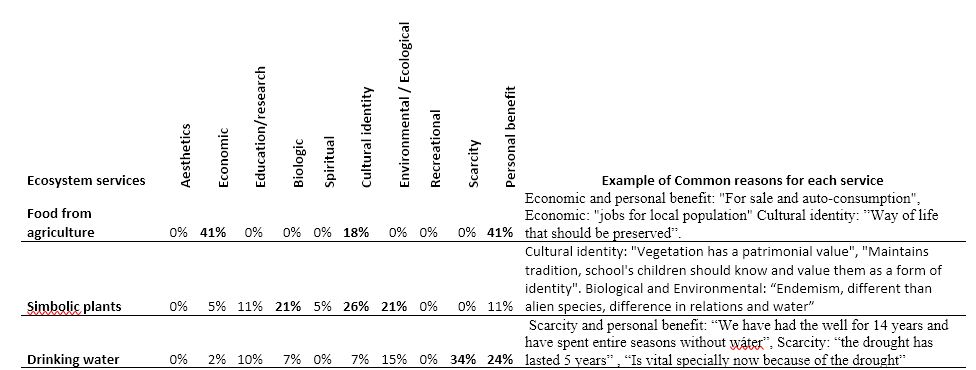 Aesthetics
Economic
Education/research
Biologic
Spiritual
Cultural identity
Environmental / Ecological
Recreational
Scarcity
Personal benefit
Ecosystem services
Example of Common reasons for each service
Food from
agriculture
0% 41% 0% 0% 0% 18% 0% 0% 0% 41%
Economic and personal benefit: "For sale and auto-consumption",
Economic: "jobs for local population" Cultural identity: "Way of life
that should be preserved".
Simbolic plants
0% 5% 11% 21% 5% 26% 21% 0% 0% 11%
Cultural identity: "Vegetation has a patrimonial value", "Maintains
tradition, school's children should know and value them as a form of
identity". Biological and Environmental: “Endemism, different than
alien species, difference in relations and water”
Drinking water
0% 2% 10% 7% 0% 7% 15% 0% 34% 24%
Scarcity and personal benefit: “We have had the well for 14 years and
have spent entire seasons without wáter”, Scarcity: “the drought has
lasted 5 years” , “Is vital specially now because of the drought”